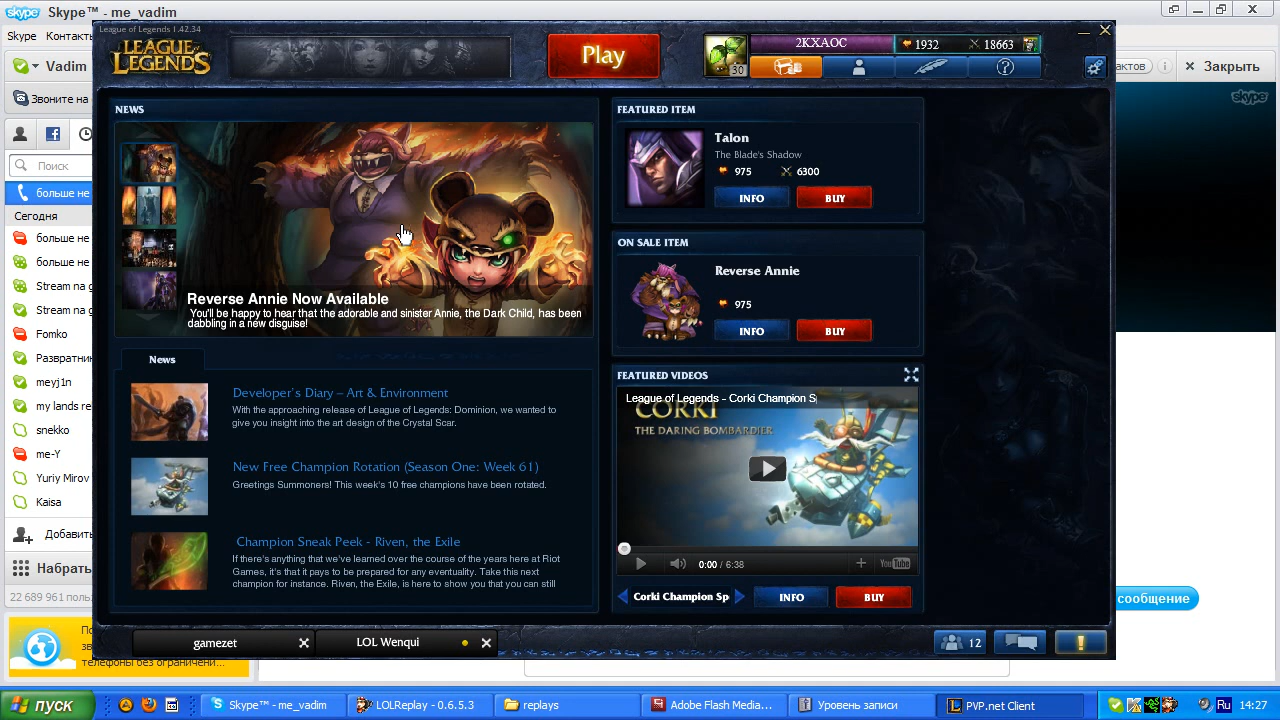 Skype™ - me_vadim
Skype Контакть
League of Legends 1.42.34
LEAGUE of LEGENDS
Play
30
2KXAOC
1932
18663
Vadim
Звоните на
Поиск
больше не
Сегодня
больше не
больше не
Stream на g
Stream на g
Fomko
Развратник
meyj1n
my lands re
snekko
me-Y
Yuriy Mirov
Kaisa
Добавить
Набрать
NEWS
Reverse Annie Now Available
You'll be happy to hear that the adorable and sinister Annie, the Dark Child, has been
dabbling in a new disguise!
News
Developer's Diary – Art & Environment
With the approaching release of League of Legends: Dominion, we wanted to
give you insight into the art design of the Crystal Scar.
New Free Champion Rotation (Season One: Week 61)
Greetings Summoners! This week's 10 free champions have been rotated.
Champion Sneak Peek - Riven, the Exile
If there's anything that we've learned over the course of the years here at Riot
Games, it's that it pays to be prepared for any eventuality. Take this next
champion for instance. Riven, the Exile, is here to show you that you can still
FEATURED ITEM
Talon
The Blade's Shadow
975
6300
INFO
BUY
ON SALE ITEM
Reverse Annie
975
INFO
BUY
FEATURED VIDEOS
League of Legends - Corki Champion Sp
CORKI
THE DARING BOMBARDIER
0:00 / 6:38
YouTube
Corki Champion Sp
INFO
BUY
актов
Закрыть
skype
сообщение
22 689 961 поль
телефоны без ограничени...
gamezet
LOL Wenqui
12
пуск
Skype™ - me_vadim
LOLReplay - 0.6.5.3
replays
Adobe Flash Media...
Уровень записи
PVP.net Client
Ru
14:27